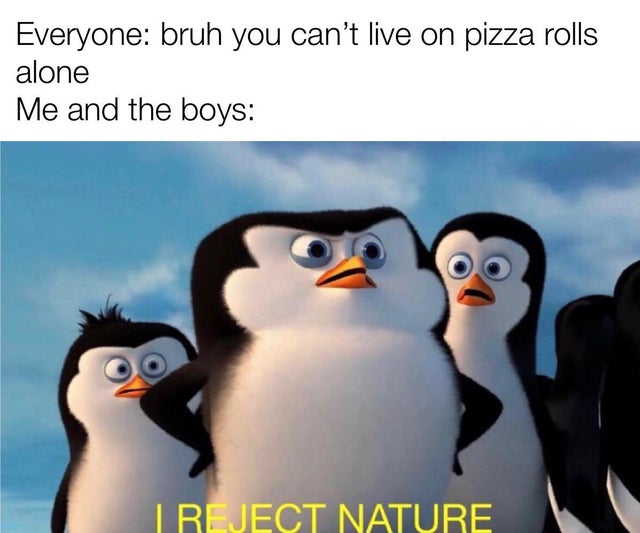 Everyone: bruh you can’t live on pizza rolls
alone
Me and the boys:
I REJECT NATURE